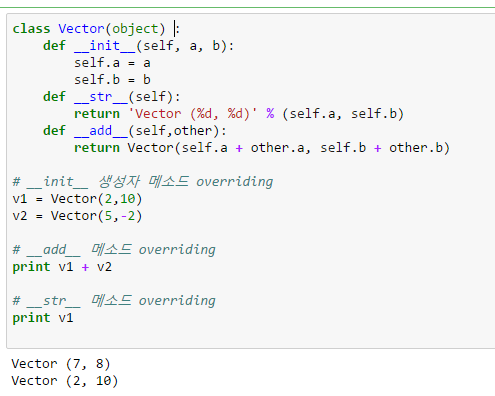 class Vector(object) :
    def __init__(self, a, b):
        self.a = a
        self.b = b
    def __str__(self):
        return 'Vector (%d, %d)' % (self.a, self.b)
    def __add__(self,other):
        return Vector(self.a + other.a, self.b + other.b)

# __init__ 생성자 메소드 overriding
v1 = Vector(2,10)
v2 = Vector(5,-2)

# __add__ 메소드 overriding
print v1 + v2

# __str__ 메소드 overriding
print v1

Vector (7, 8)
Vector (2, 10)